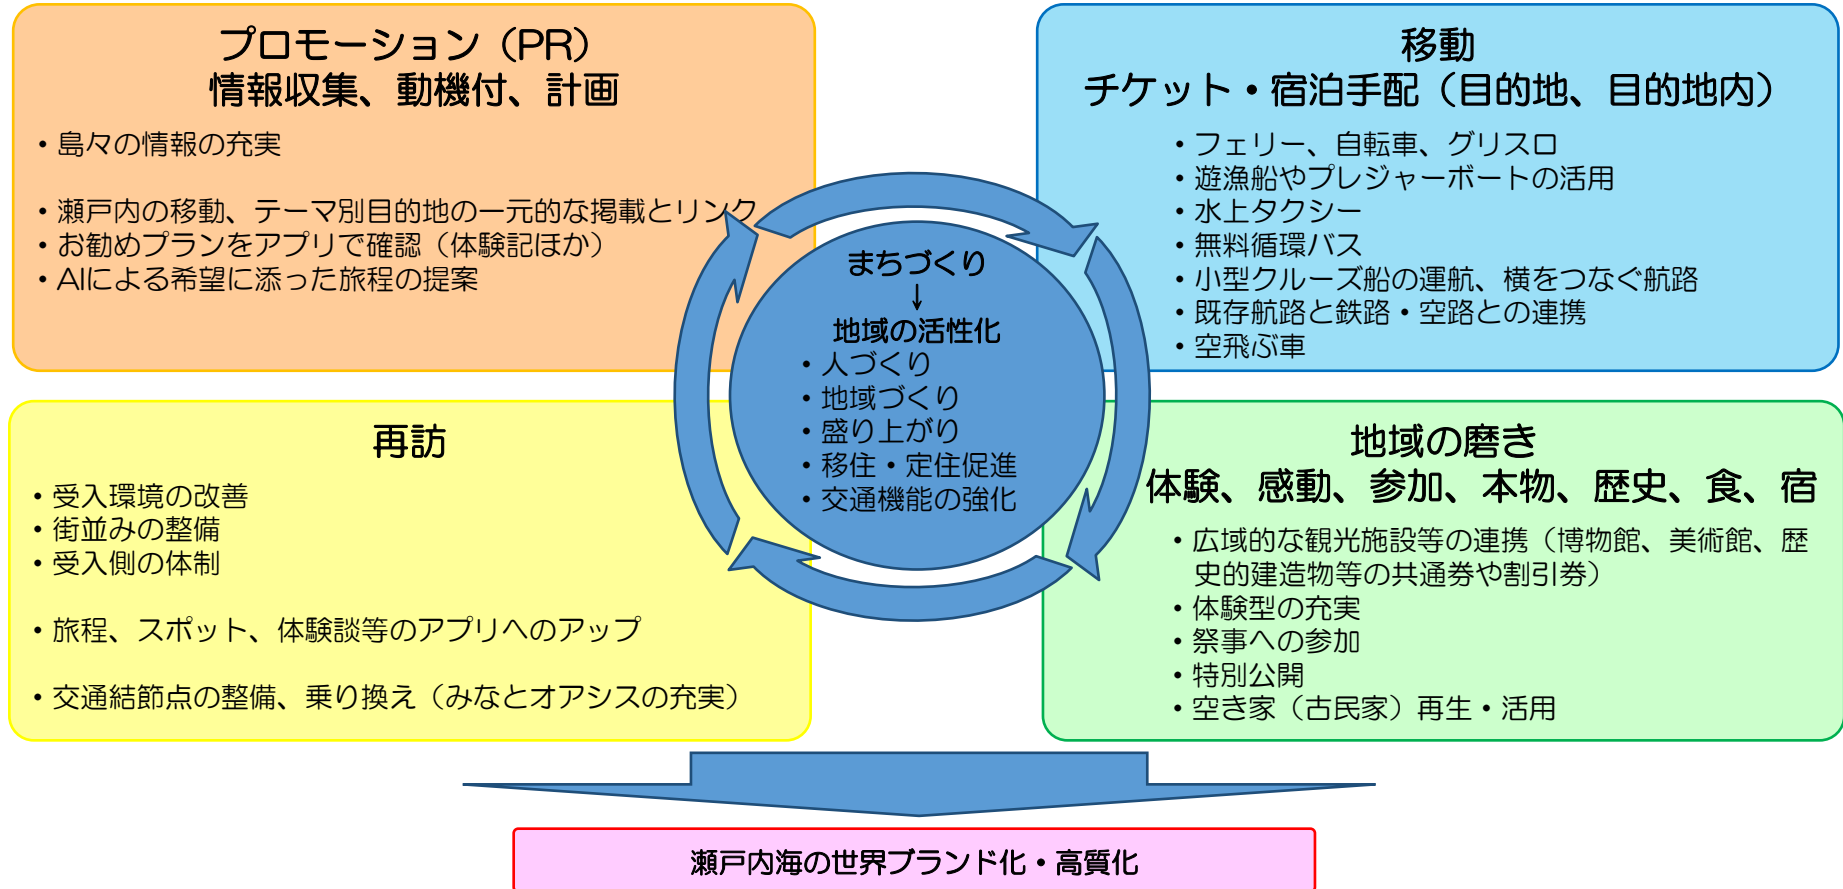 プロモーション（PR）
情報収集、動機付、計画
・島々の情報の充実
・瀬戸内の移動、テーマ別目的地の一元的な掲載とリンク
・お勧めプランをアプリで確認（体験記ほか）
・AIによる希望に添った旅程の提案
移動
チケット・宿泊手配（目的地、目的地内）
・フェリー、自転車、グリスロ
・遊漁船やプレジャーボートの活用
・水上タクシー
・無料循環バス
・小型クルーズ船の運航、横をつなぐ航路
・既存航路と鉄路・空路との連携
・空飛ぶ車
まちづくり
↓
地域の活性化
・人づくり
・地域づくり
・盛り上がり
・移住・定住促進
・交通機能の強化
再訪
・受入環境の改善
・街並みの整備
・受入側の体制
・旅程、スポット、体験談等のアプリへのアップ
・交通結節点の整備、乗り換え（みなとオアシスの充実）
地域の磨き
体験、感動、参加、本物、歴史、食、宿
・広域的な観光施設等の連携（博物館、美術館、歴
史的建造物等の共通券や割引券）
・体験型の充実
・祭事への参加
・特別公開
・空き家（古民家）再生・活用
瀬戸内海の世界ブランド化・高質化